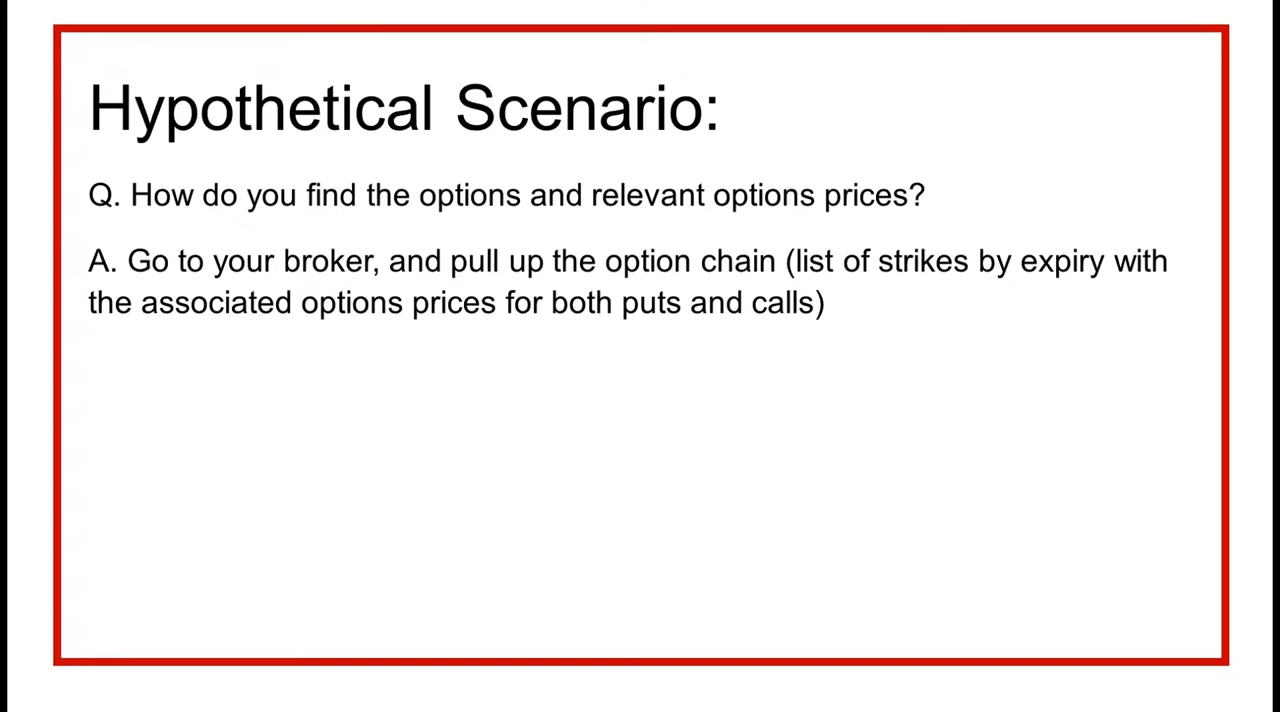 Hypothetical Scenario:
Q. How do you find the options and relevant options prices?
A. Go to your broker, and pull up the option chain (list of strikes by expiry with
the associated options prices for both puts and calls)